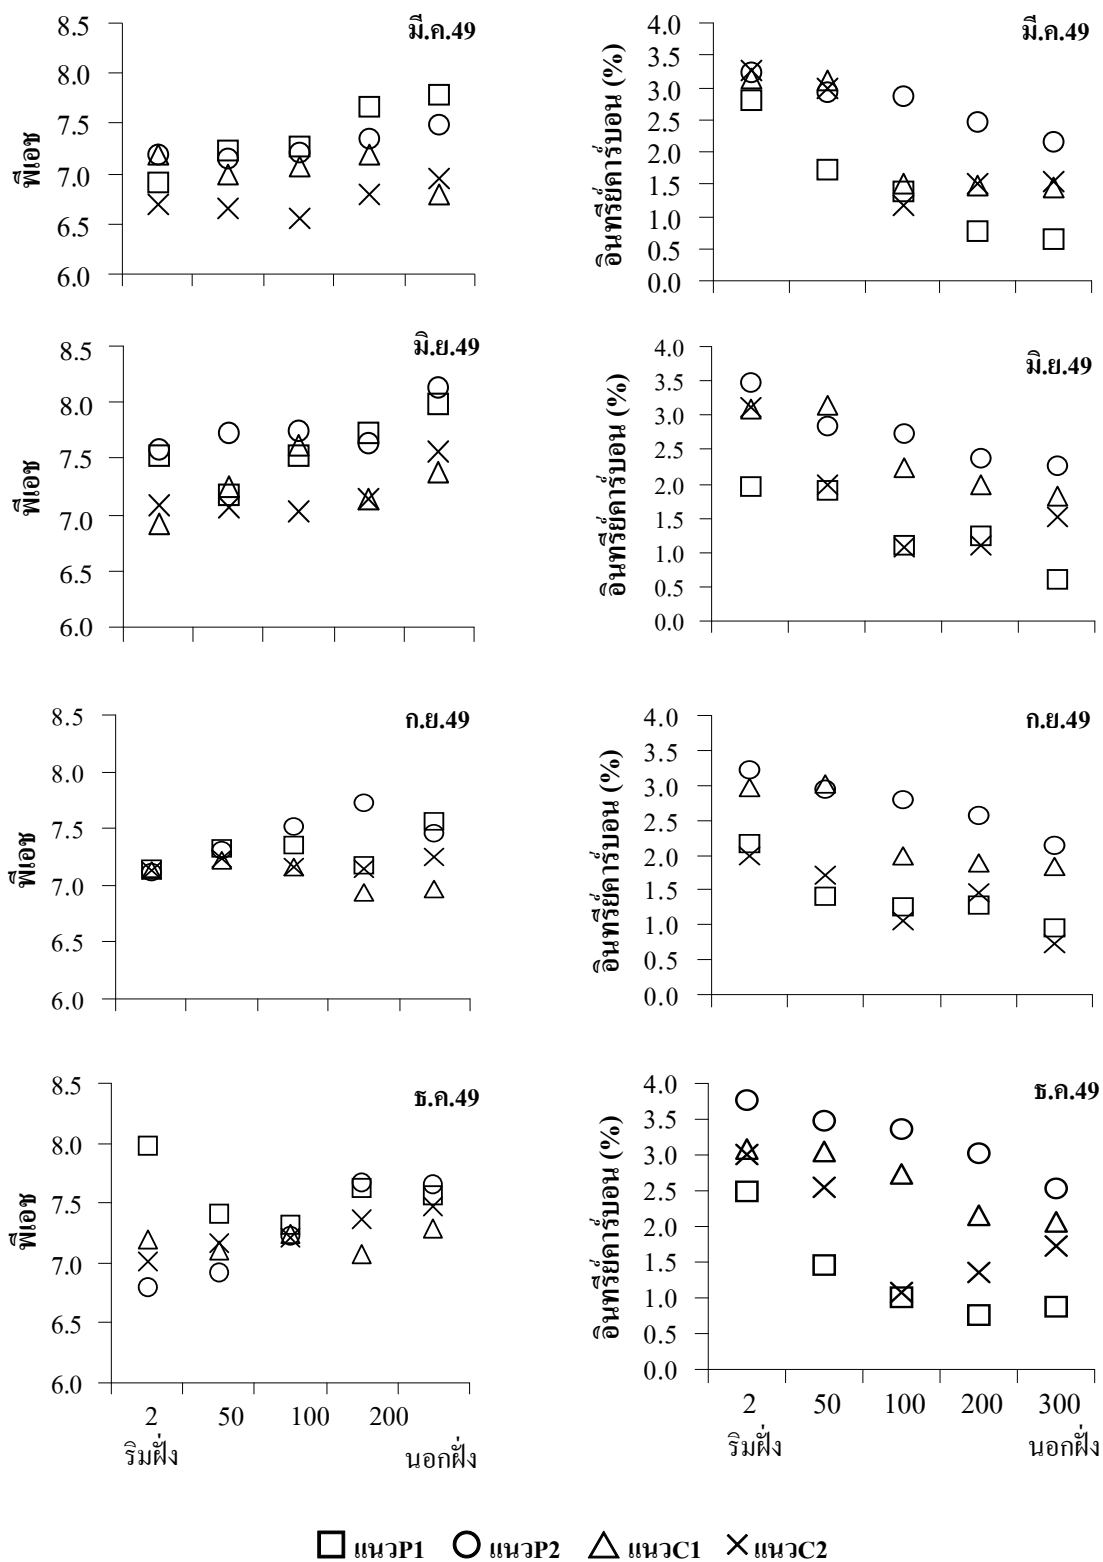 8.5
8.0
7.5
7.0
6.5
6.0
พีเอช
มี.ค.49
4.0
3.5
3.0
2.5
2.0
1.5
1.0
0.5
0.0
อินทรีย์คาร์บอน (%)
มี.ค.49
8.5
8.0
7.5
7.0
6.5
6.0
พีเอช
มิ.ย.49
4.0
3.5
3.0
2.5
2.0
1.5
1.0
0.5
0.0
อินทรีย์คาร์บอน (%)
มิ.ย.49
8.5
8.0
7.5
7.0
6.5
6.0
พีเอช
ก.ย.49
4.0
3.5
3.0
2.5
2.0
1.5
1.0
0.5
0.0
อินทรีย์คาร์บอน (%)
ก.ย.49
8.5
8.0
7.5
7.0
6.5
6.0
พีเอช
ธ.ค.49
2 50 100 200
ริมฝั่ง นอกฝั่ง
4.0
3.5
3.0
2.5
2.0
1.5
1.0
0.5
0.0
อินทรีย์คาร์บอน (%)
ธ.ค.49
2 50 100 200 300
ริมฝั่ง นอกฝั่ง
แนวP1 แนวP2 แนวC1 แนวC2